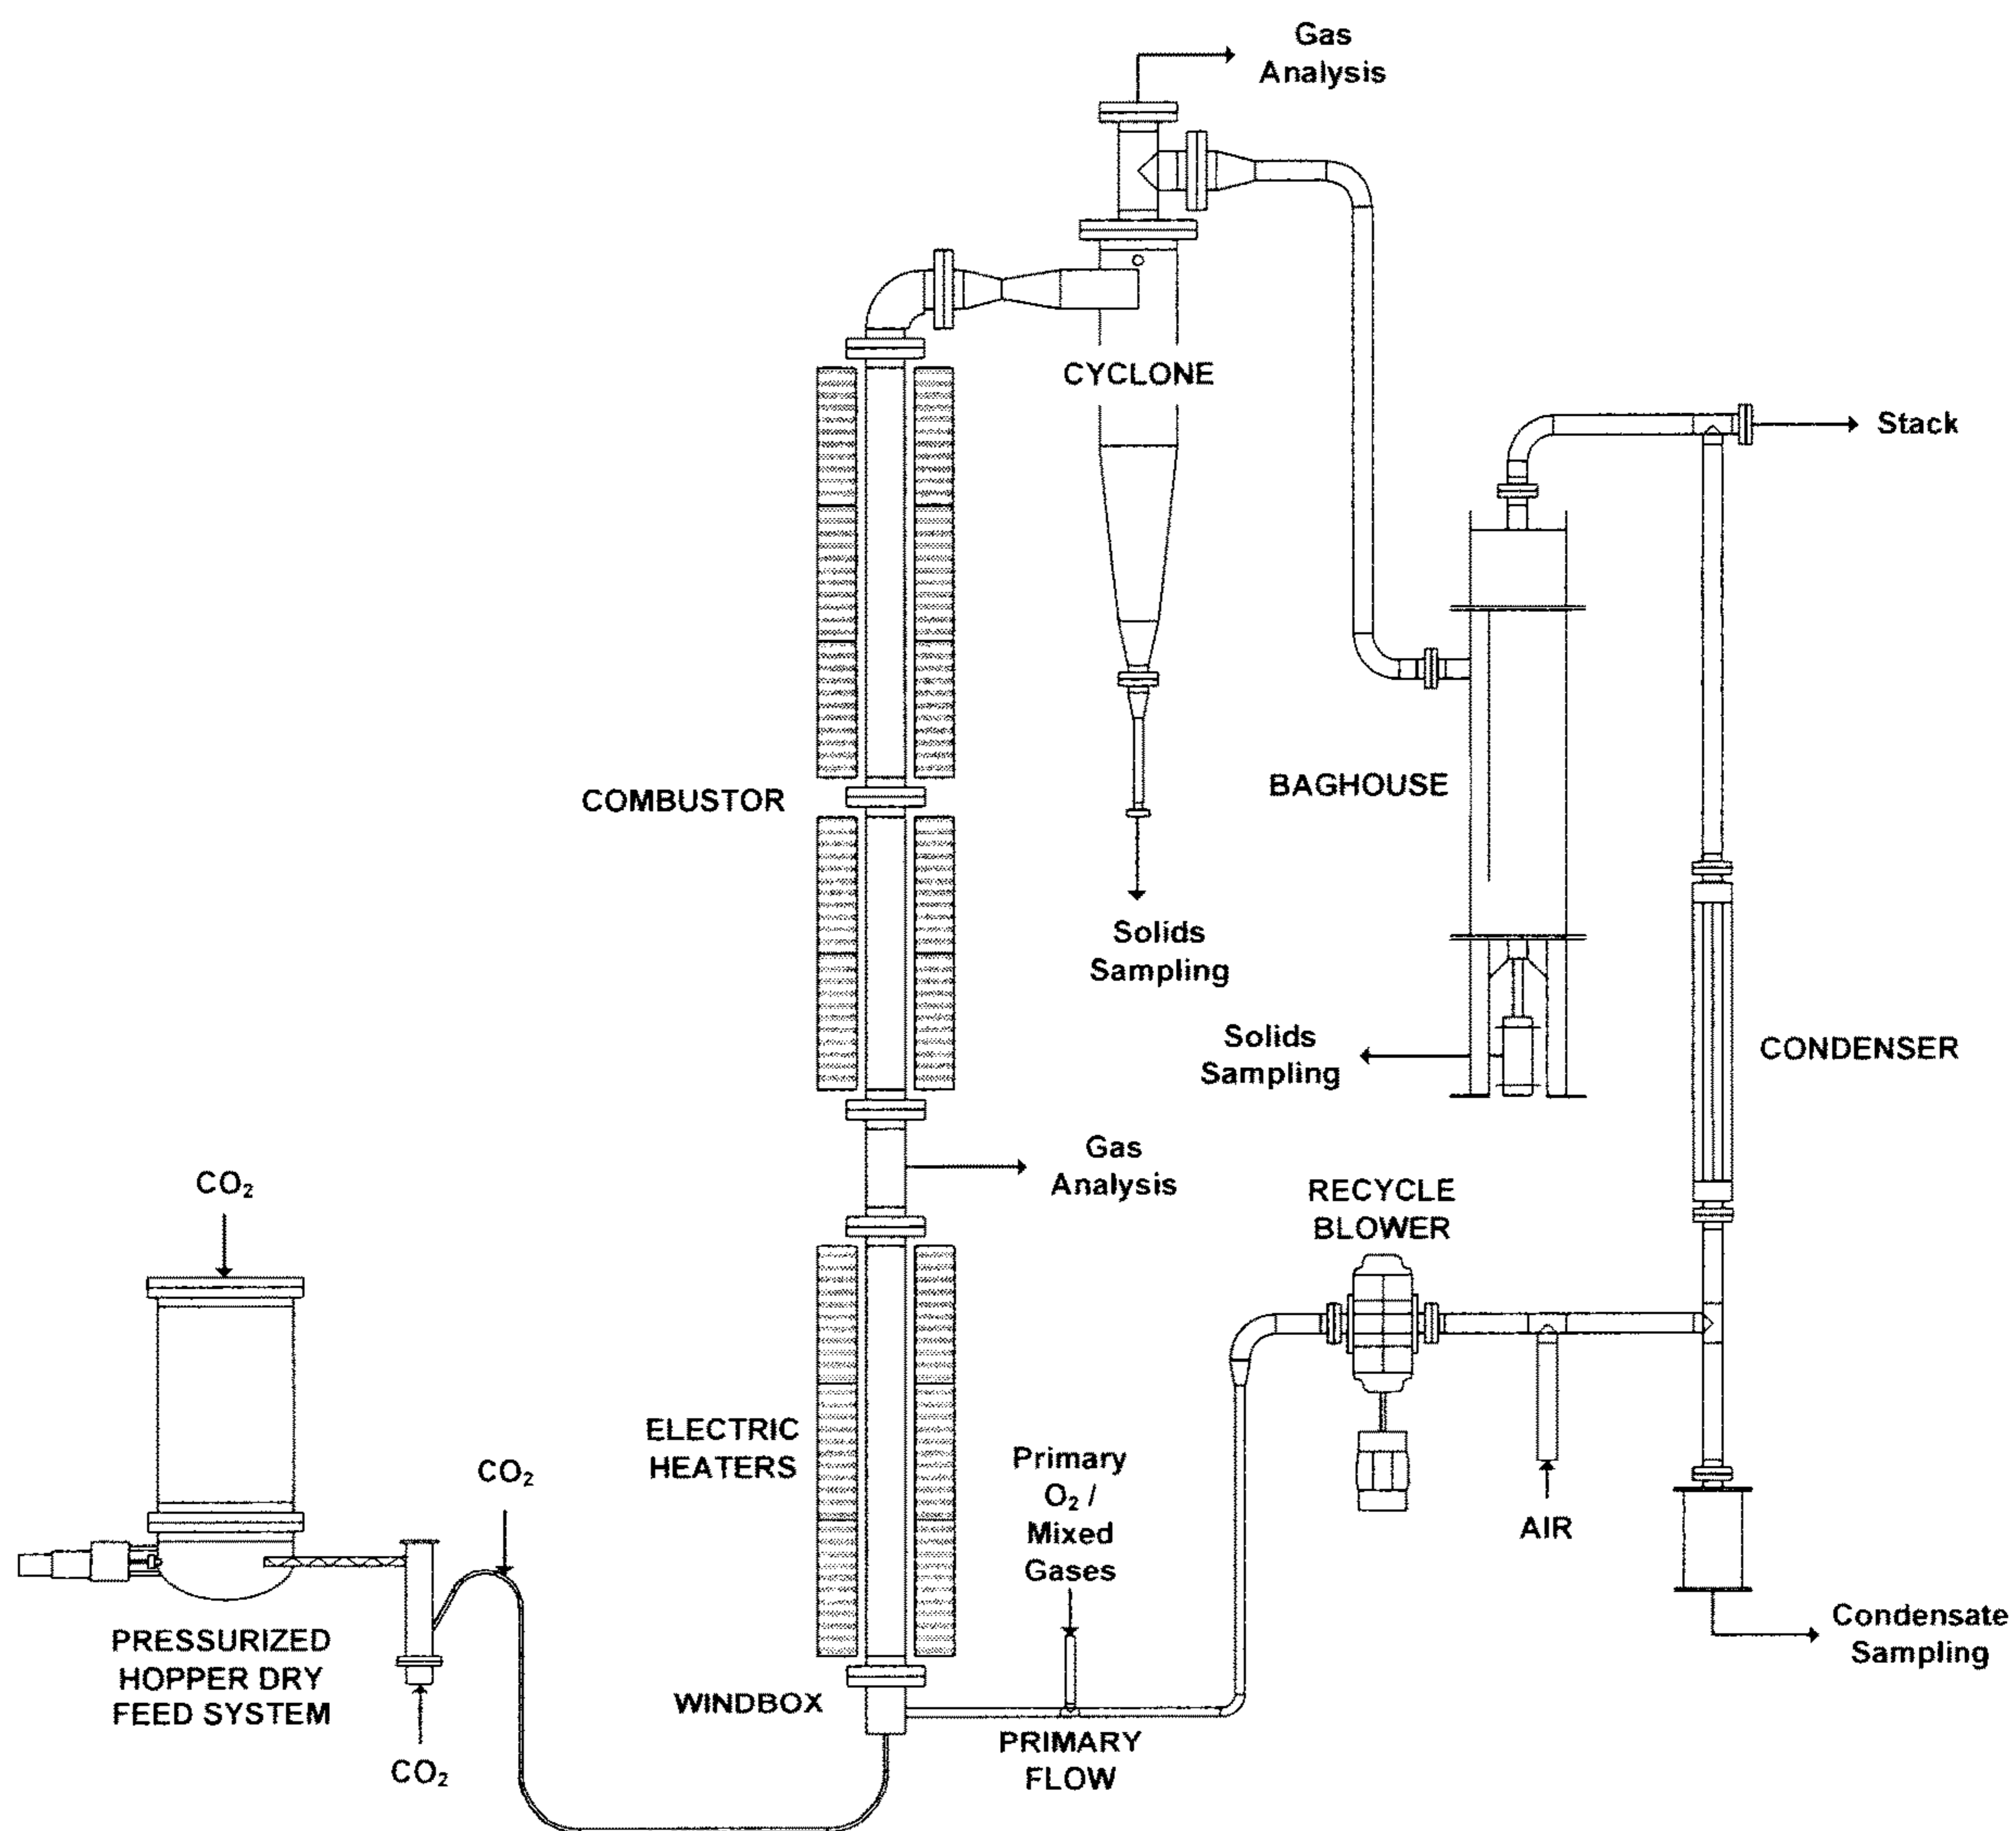 Gas
Analysis
CYCLONE
Stack
COMBUSTOR
BAGHOUSE
Solids
Sampling
Solids
Sampling
CONDENSER
Gas
Analysis
CO₂
RECYCLE
BLOWER
ELECTRIC
HEATERS
CO₂
Primary
O₂ /
Mixed
Gases
AIR
PRESSURIZED
HOPPER DRY
FEED SYSTEM
Condensate
Sampling
WINDBOX
PRIMARY
FLOW
CO₂